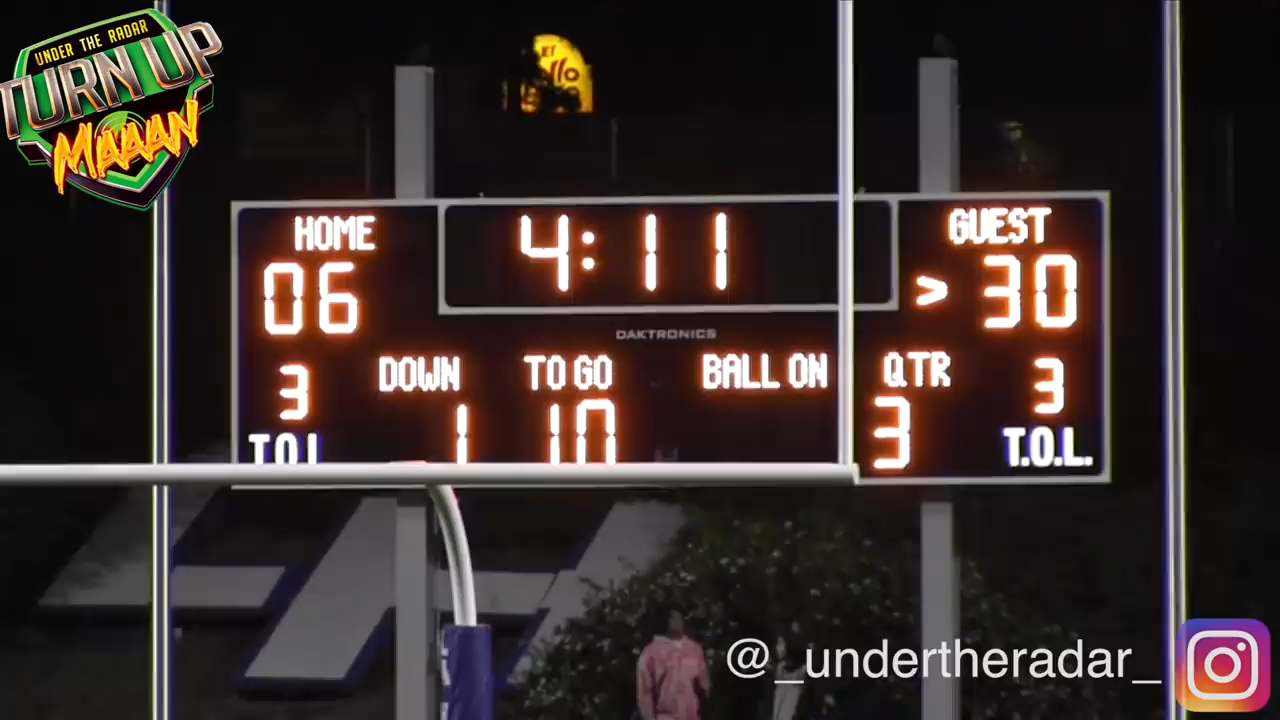 UNDER THE RADAR
TURN UP
MAAAN
El
HOME
4:11
GUEST
06
> 30
DAKTRONICS
DOWN
TO GO
BALL ON
QTR
3
3
1
10
3
T.O.L.
T.O.L.
@_undertheradar_